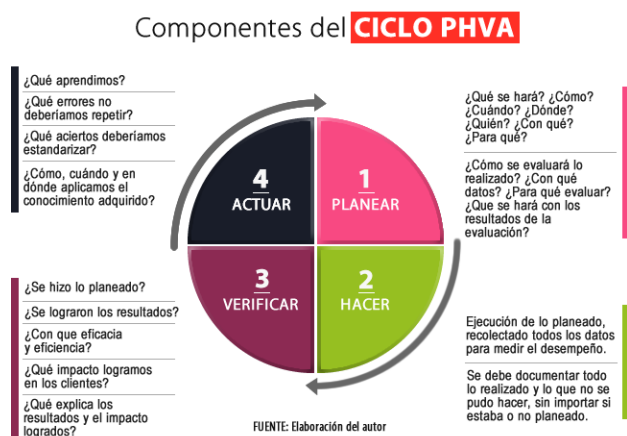 Componentes del CICLO PHVA
¿Qué aprendimos?
¿Qué errores no
deberíamos repetir?
¿Qué aciertos deberíamos
estandarizar?
¿Cómo, cuándo y en
dónde aplicamos el
conocimiento adquirido?
4
ACTUAR
1
PLANEAR
¿Qué se hará? ¿Cómo?
¿Cuándo? ¿Dónde?
¿Quién? ¿Con qué?
¿Para qué?
¿Cómo se evaluará lo
realizado? ¿Con qué
datos? ¿Para qué evaluar?
¿Que se hará con los
resultados de la
evaluación?
¿Se hizo lo planeado?
¿Se lograron los resultados?
¿Con que eficacia
y eficiencia?
¿Qué impacto logramos
en los clientes?
¿Qué explica los
resultados y el impacto
logrados?
3
VERIFICAR
2
HACER
Ejecución de lo planeado,
recolectado todos los datos
para medir el desempeño.
Se debe documentar todo
lo realizado y lo que no se
pudo hacer, sin importar si
estaba o no planeado.
FUENTE: Elaboración del autor